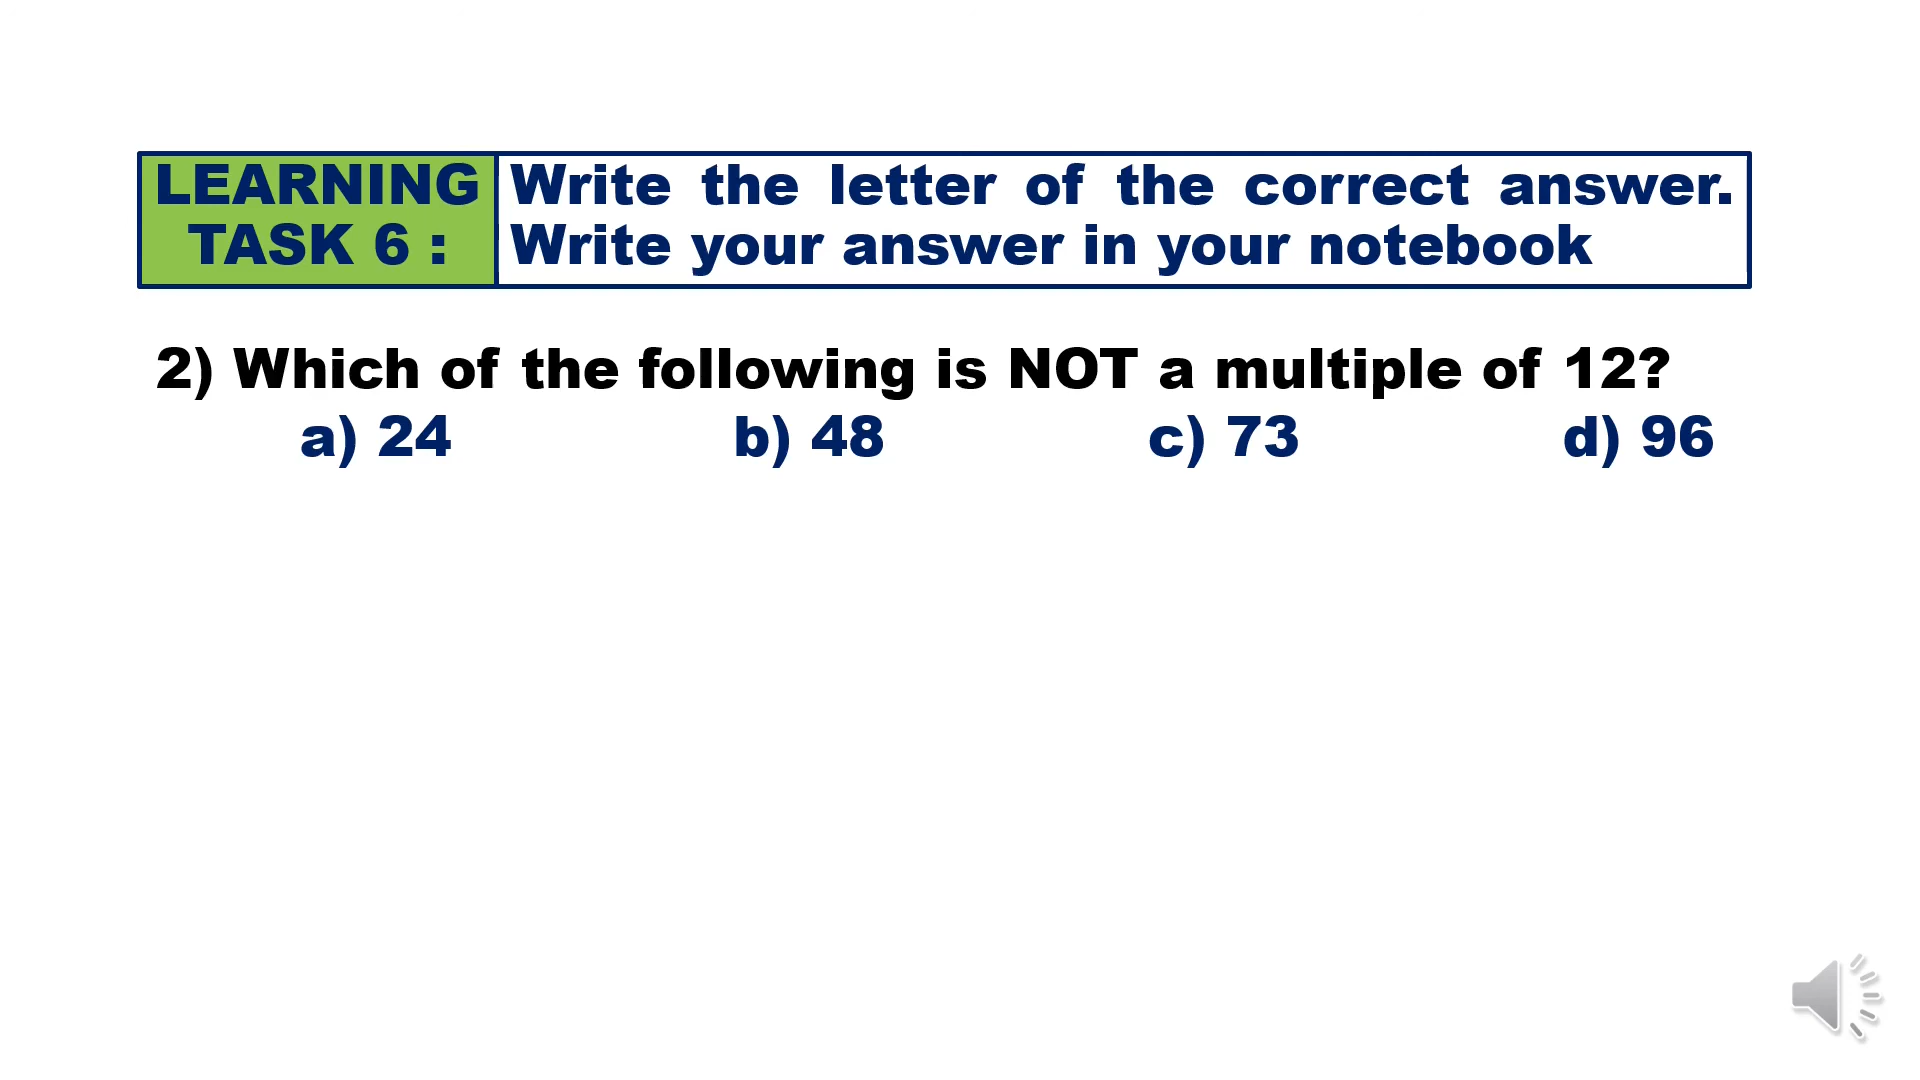 LEARNING
TASK 6 :
Write the letter of the correct answer.
Write your answer in your notebook
2) Which of the following is NOT a multiple of 12?
a) 24 b) 48 c) 73 d) 96